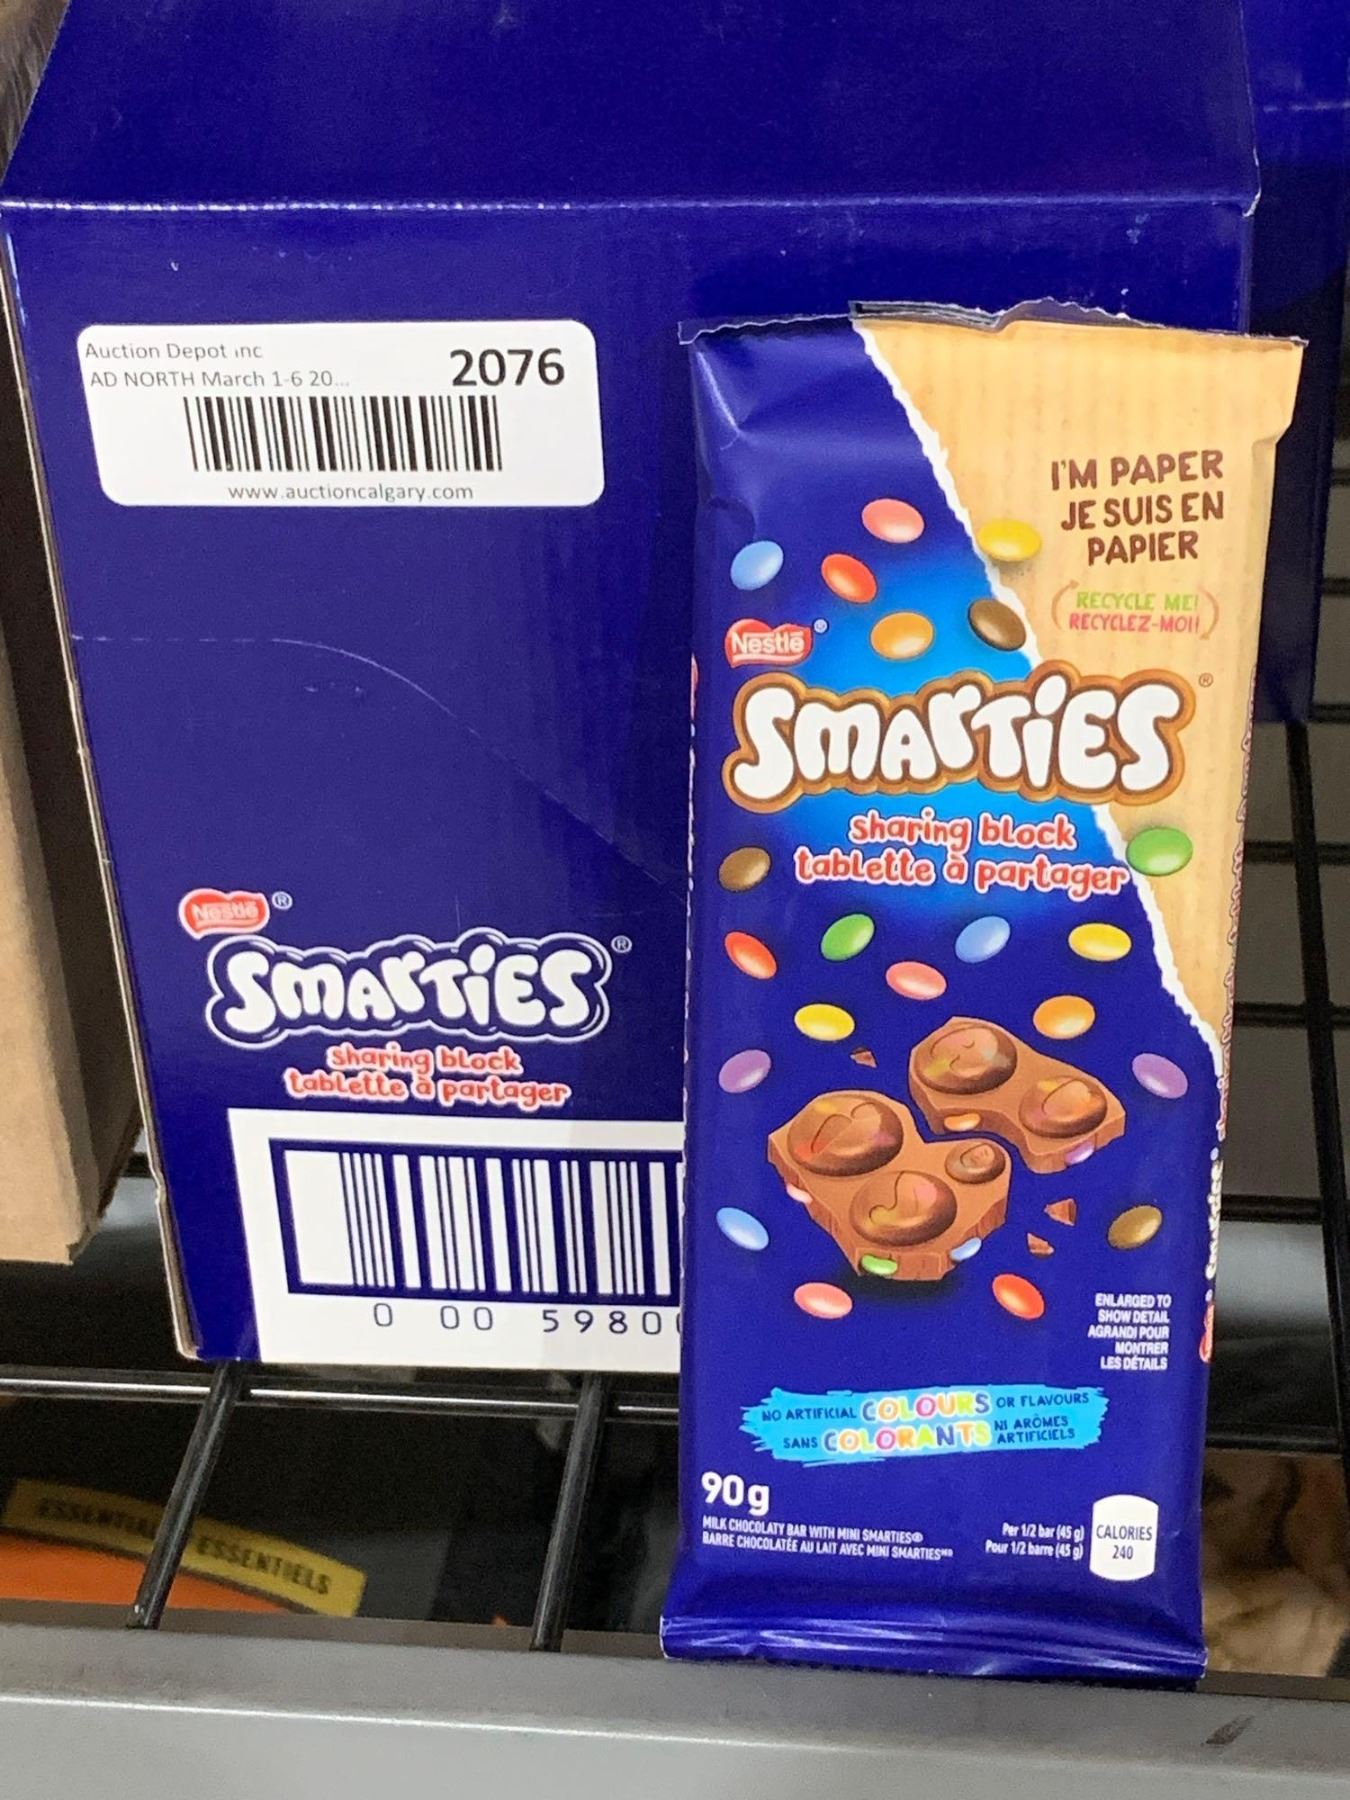 Auction Depot inc
AD NORTH March 1-6 20...
2076
www.auctioncalgary.com
Nestlé ®
SMARTIES ®
sharing block
tablette à partager
0 00 5980
I'M PAPER
JE SUIS EN
PAPIER
RECYCLE ME!
RECYCLEZ-MOI!
Nestlé ®
SMARTIES ®
sharing block
tablette à partager
ENLARGED TO
SHOW DETAIL
AGRANDI POUR
MONTRER
LES DÉTAILS
NO ARTIFICIAL COLOURS OR FLAVOURS
SANS COLORANTS NI ARÔMES
ARTIFICIELS
90 g
MILK CHOCOLATY BAR WITH MINI SMARTIES®
BARRE CHOCOLATÉE AU LAIT AVEC MINI SMARTIES MD
Per 1/2 bar (45 g)
Pour 1/2 barre (45 g)
CALORIES
240
ESSENTIELS